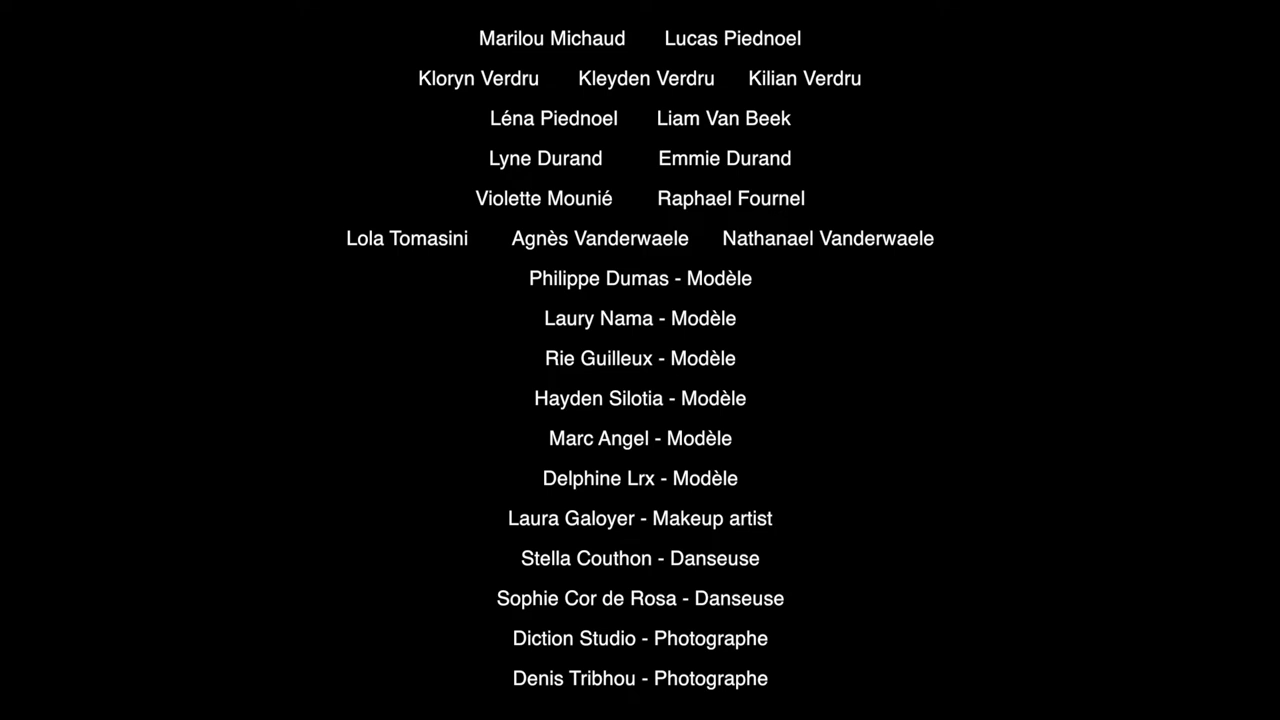 Marilou Michaud Lucas Piednoel
Kloryn Verdru Kleyden Verdru Kilian Verdru
Léna Piednoel Liam Van Beek
Lyne Durand Emmie Durand
Violette Mounié Raphael Fournel
Lola Tomasini Agnès Vanderwaele Nathanael Vanderwaele
Philippe Dumas - Modèle
Laury Nama - Modèle
Rie Guilleux - Modèle
Hayden Silotia - Modèle
Marc Angel - Modèle
Delphine Lrx - Modèle
Laura Galoyer - Makeup artist
Stella Couthon - Danseuse
Sophie Cor de Rosa - Danseuse
Diction Studio - Photographe
Denis Tribhou - Photographe